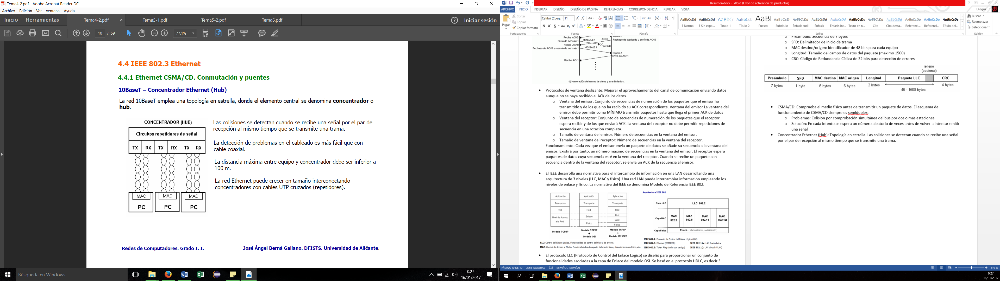 Tema4-2.pdf - Adobe Acrobat Reader DC
Archivo Edición Ver Ventana Ayuda
Inicio Herramientas Tema4-2.pdf × Tema5-1.pdf Tema5-2.pdf Tema6.pdf Iniciar sesión
10 / 59 77,1%
4.4 IEEE 802.3 Ethernet
4.4.1 Ethernet CSMA/CD. Conmutación y puentes
10BaseT – Concentrador Ethernet (Hub)
La red 10BaseT emplea una topología en estrella, donde el elemento central se denomina concentrador o
hub.
CONCENTRADOR (HUB)
Circuitos repetidores de señal
TX RX TX RX TX RX
MAC MAC MAC
PC PC PC
Las colisiones se detectan cuando se recibe una señal por el par de
recepción al mismo tiempo que se transmite una trama.
La detección de problemas en el cableado es más fácil que con
cable coaxial.
La distancia máxima entre equipo y concentrador debe ser inferior a
100 m.
La red Ethernet puede crecer en tamaño interconectando
concentradores con cables UTP cruzados (repetidores).
Redes de Computadores. Grado I. I.
José Ángel Berná Galiano. DFISTS. Universidad de Alicante.
Búsqueda en Windows
0:27
16/01/2017
Resumen.docx - Word (Error de activación de productos)
ARCHIVO INICIO INSERTAR DISEÑO DISEÑO DE PÁGINA REFERENCIAS CORRESPONDENCIA REVISAR VISTA
Diegus .
Pegar
Cortar
Copiar
Copiar formato
Portapapeles
Calibri (Cuerp 11
N K S abc
Fuente
Párrafo
AaBbCcDd AaBbCcDd AaBbCc AaBbCcC AaBl AaBbCcD AaBbCcDd AaBbCcDd AaBbCcDd AaBbCcDc AaBbCcDd AaBbCcDd AaBbCcDd AaBbCcDd AaBbCcDc
¶ Normal ¶ Sin espa... Título 1 Título 2 Puesto Subtítulo Énfasis sutil Énfasis Énfasis int... Texto en n... Cita Cita desta... Referenci... Referenci... Título del...
Estilos
Buscar
Reemplazar
Seleccionar
Edición
Recibe ACK0
Envío de mensaje 1
Recibe ACK0
Rechazo de ACK0 y reenvío de mensaje 1
Recibe ACK1
MENSAJE 1
ACK0
pérdida
MENSAJE 1
Espera 1
Rechazo de duplicado y envío de ACK0
Espera 1
Envío de ACK1
d) Numeración de tramas de datos y asentimientos.
• Protocolos de ventana deslizante: Mejorar el aprovechamiento del canal de comunicación enviando datos
aunque no se haya recibido el ACK de los datos.
o Ventana del emisor: Conjunto de secuencias de numeración de los paquetes que el emisor ha
transmitido y de los que no ha recibido su ACK correspondiente. Ventana del emisor La ventana del
emisor debe permitir como MÍNIMO transmitir paquetes hasta que llega el primer ACK de datos
o Ventana del receptor: Conjunto de secuencias de numeración de los paquetes que el receptor
espera recibir y de los que enviará ACK. La ventana del receptor no debe permitir repeticiones de
secuencia en una rotación completa.
o Tamaño de ventana del emisor: Número de secuencias en la ventana del emisor.
o Tamaño de ventana del receptor: Número de secuencias en la ventana del receptor.
Funcionamiento: Cada vez que el emisor envía un paquete de datos se añade su secuencia a la ventana del
emisor. Existirá por tanto, un número máximo de secuencias en la ventana del emisor. El receptor espera
paquetes de datos cuya secuencia esté en la ventana del receptor. Cuando se recibe un paquete con
secuencia dentro de la ventana del receptor, se envía un ACK de la secuencia al emisor.
• El IEEE desarrolla una normativa para el intercambio de información en una LAN desarrollando una
arquitectura de 3 niveles (LLC, MAC y físico). Una red LAN puede intercambiar información empleando los
niveles de enlace y físico. La normativa del IEEE se denomina Modelo de Referencia IEEE 802.
Aplicación Aplicación Aplicación
Transporte Transporte Transporte
Red Red Red
Nivel de Acceso a la Red
Enlace
Físico
LLC
MAC
Físico
Modelo TCP/IP
Modelo TCP/IP + Modelo OSI
Modelo TCP/IP + Modelo 802 IEEE
Arquitectura IEEE 802
Capa LLC LLC 802.2
Capa MAC MAC 802.3 MAC 802.5 MAC 802.11 MAC 802.1Q
Capa Física Física ( Medios físicos, señalización )
LLC: Control del Enlace Lógico. Funcionalidad de control del flujo y de errores.
MAC: Control de Acceso al Medio. Funcionalidades de reparto del medio físico, direccionamiento físico, etc.
IEEE 802.2: Protocolo de Control del Enlace Lógico (LLC)
IEEE 802.3: Ethernet (CSMA/CD) IEEE 802.11x: LAN Inalámbrica
IEEE 802.5: Token Ring (Anillo con testigo) IEEE 802.1Q: LAN Virtual (VLAN)
• El protocolo LLC (Protocolo de Control del Enlace Lógico) se diseñó para proporcionar un conjunto de
funcionalidades asociadas a la capa de Enlace del modelo OSI. Se basó en el protocolo HDLC, es decir 3
o Preámbulo: Secuencia de 7 bytes
o SFD: Delimitador de inicio de trama
o MAC destino/origen: Identificador de 48 bits para cada equipo
o Longitud: Tamaño del campo de datos del paquete (máximo 1500)
o CRC: Código de Redundancia Cíclica de 32 bits para detección de errores
relleno
(opcional)
Preámbulo SFD MAC destino MAC origen Longitud Paquete LLC CRC
7 bytes 1 byte 6 bytes 6 bytes 2 bytes 4 bytes
46 - 1500 bytes
• CSMA/CD: Comprueba el medio físico antes de transmitir un paquete de datos. El esquema de
funcionamiento de CSMA/CD siempre es semiduplex.
o Problemas: Colisión por comprobación simultánea del bus por dos o más estaciones
o Solución: En cada intento se espera un número aleatorio de veces antes de volver a intentar emitir
una señal
• Concentrador Ethernet (Hub): Topología en estrella. Las colisiones se detectan cuando se recibe una señal
por el par de recepción al mismo tiempo que se transmite una trama.
PÁGINA 10 DE 10 2265 PALABRAS ESPAÑOL (ESPAÑA)
110 %
0:27
16/01/2017